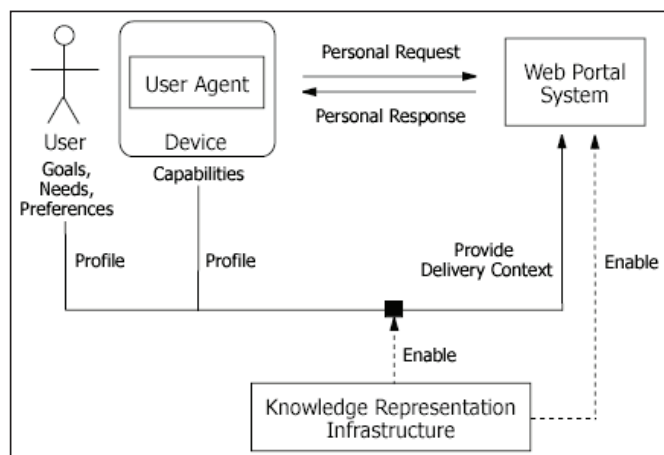 User Agent
Device
Capabilities
User
Goals,
Needs,
Preferences
Personal Request
Personal Response
Web Portal
System
Profile
Profile
Provide
Delivery Context
Enable
Enable
Knowledge Representation
Infrastructure